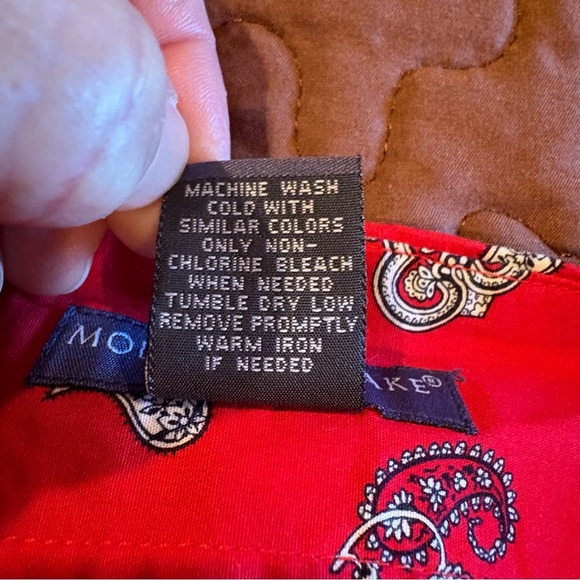 MACHINE WASH
COLD WITH
SIMILAR COLORS
ONLY NON-
CHLORINE BLEACH
WHEN NEEDED
TUMBLE DRY LOW
REMOVE PROMPTLY
WARM IRON
IF NEEDED